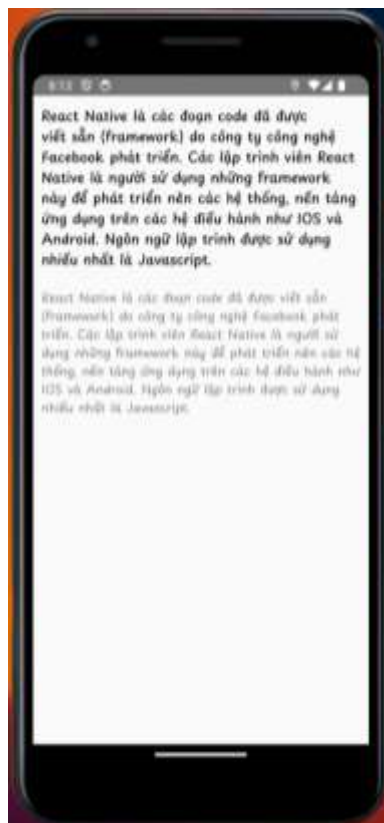 React Native là các đoạn code đã được
viết sẵn (framework) do công ty công nghệ
Facebook phát triển. Các lập trình viên React
Native là người sử dụng những framework
này để phát triển nên các hệ thống, nền tảng
ứng dụng trên các hệ điều hành như IOS và
Android. Ngôn ngữ lập trình được sử dụng
nhiều nhất là Javascript.
React Native là các đoạn code đã được viết sẵn
(framework) do công ty công nghệ Facebook phát
triển. Các lập trình viên React Native là người sử
dụng những framework này để phát triển nên các hệ
thống, nền tảng ứng dụng trên các hệ điều hành như
IOS và Android. Ngôn ngữ lập trình được sử dụng
nhiều nhất là Javascript.